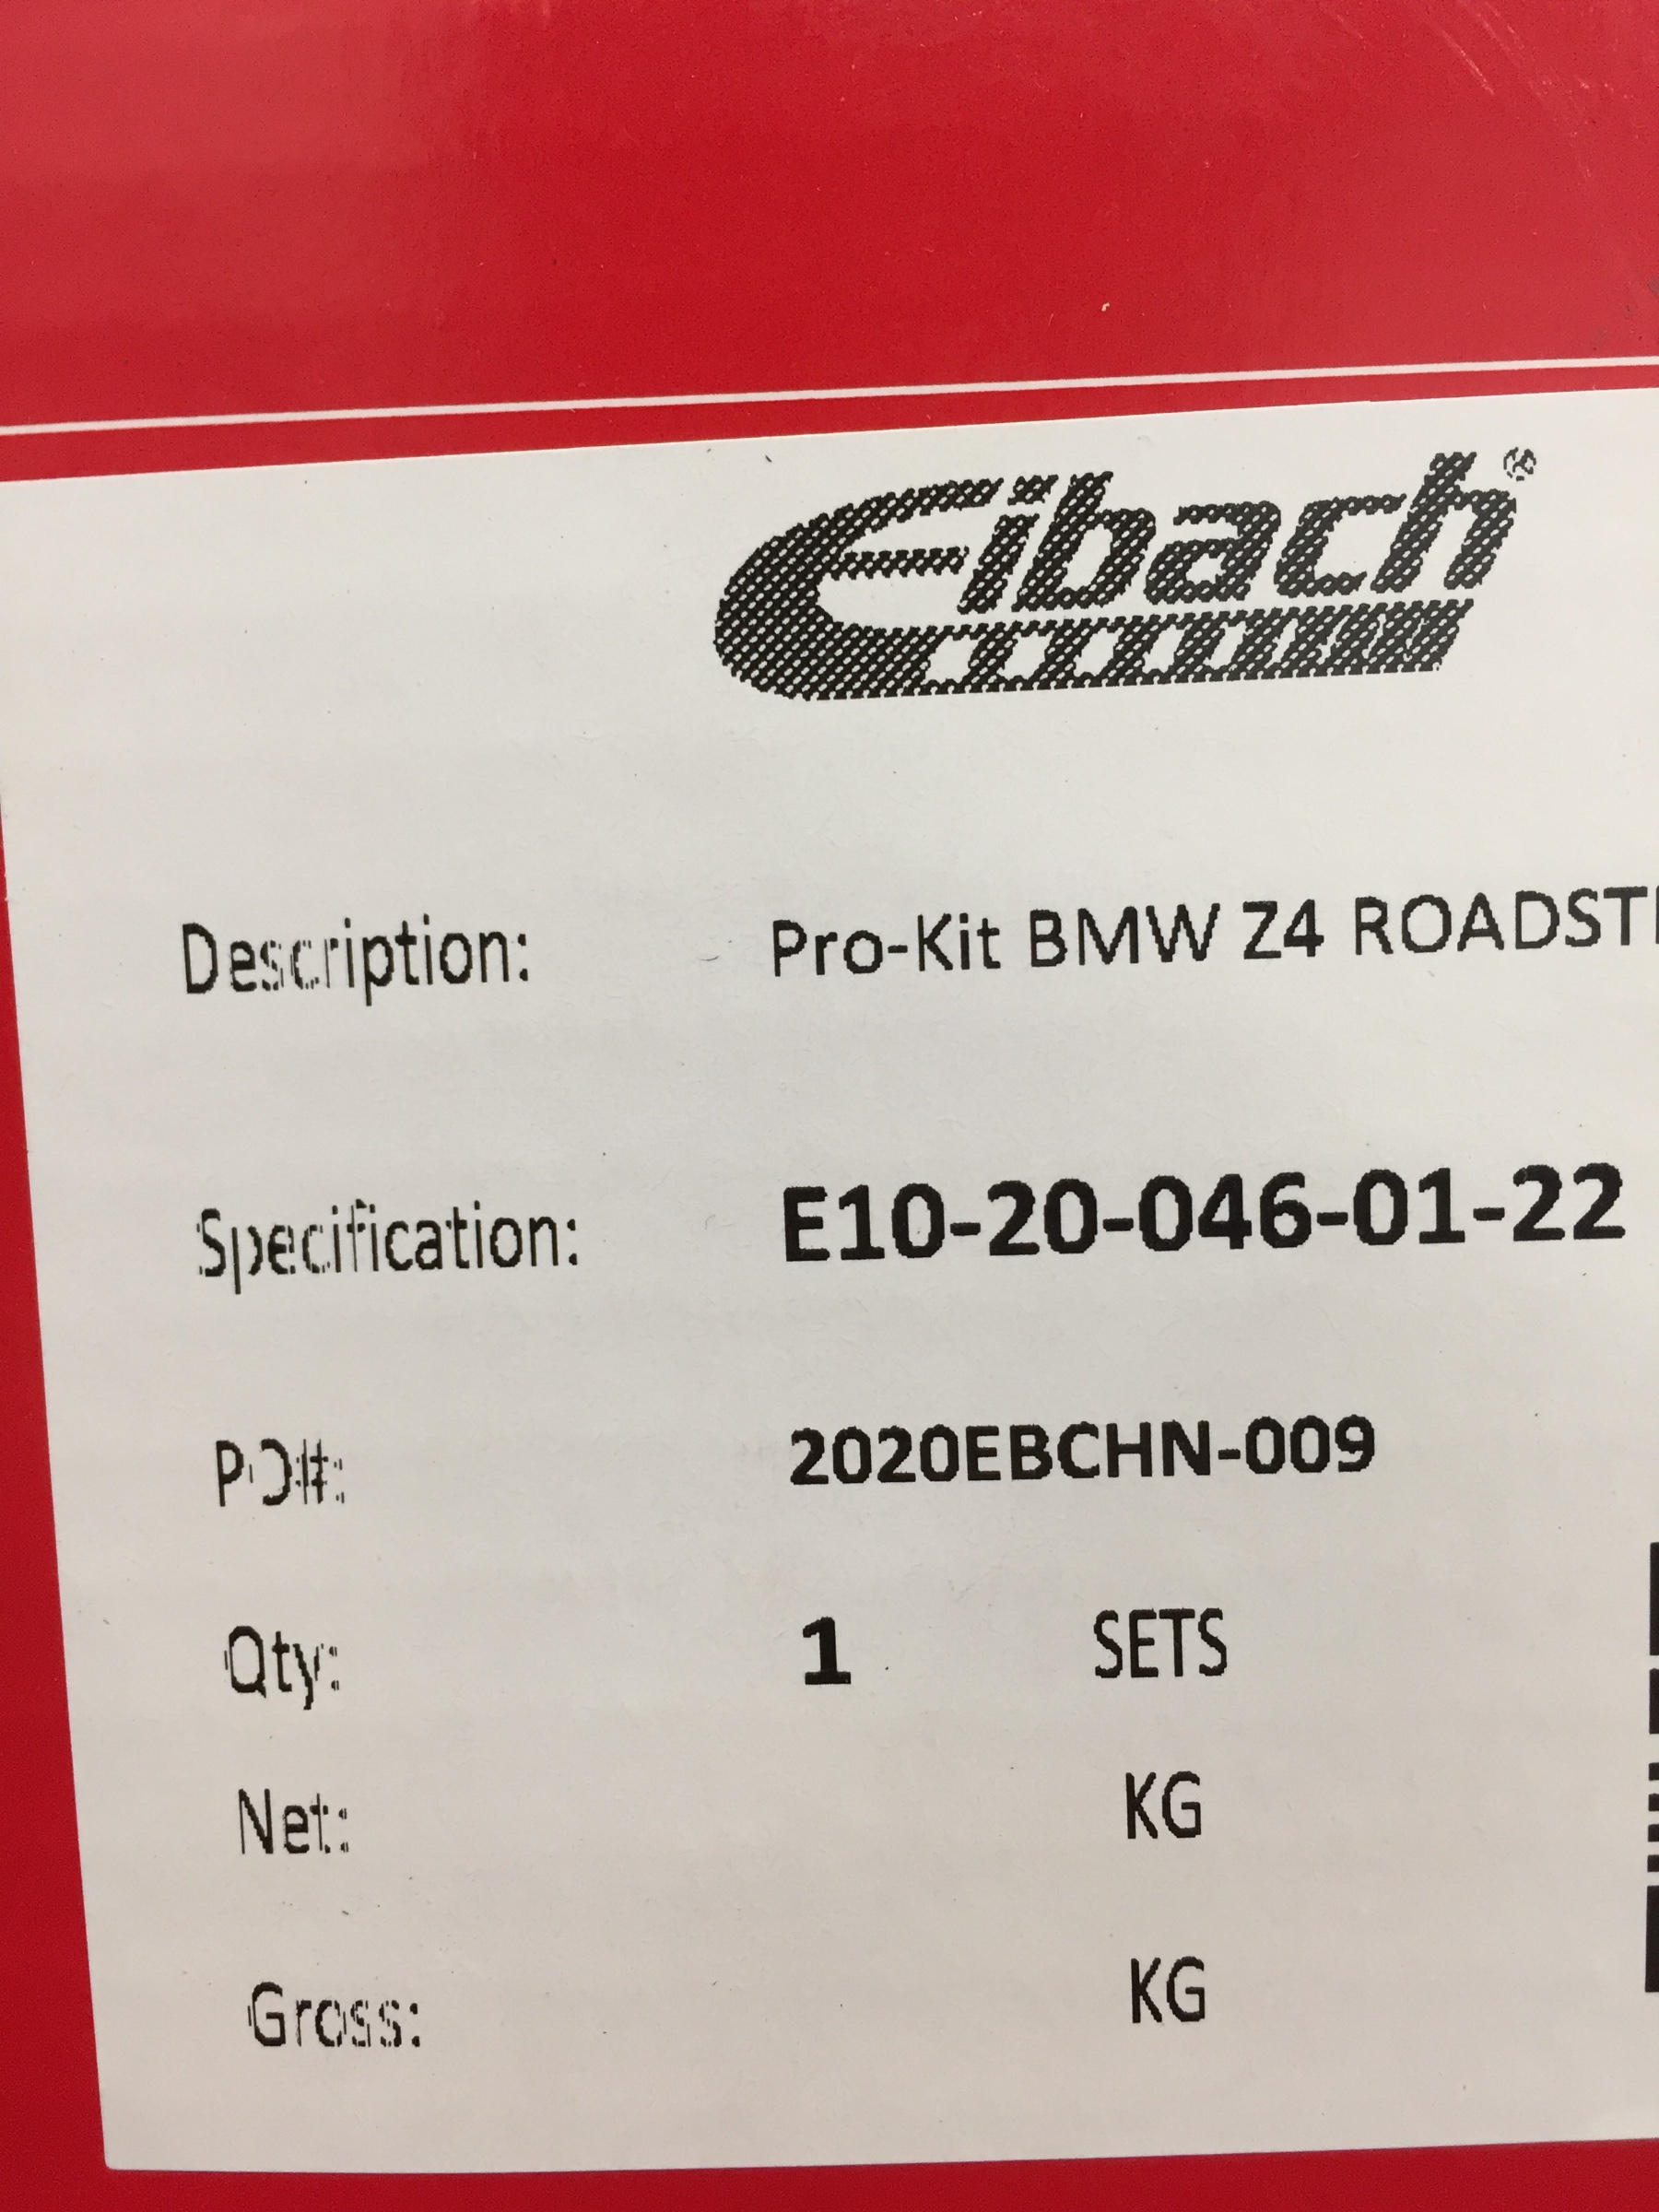 Eibach®
Description: Pro-Kit BMW Z4 ROADST
Specification: E10-20-046-01-22
PO#: 2020EBCHN-009
Qty: 1 SETS
Net: KG
Gross: KG